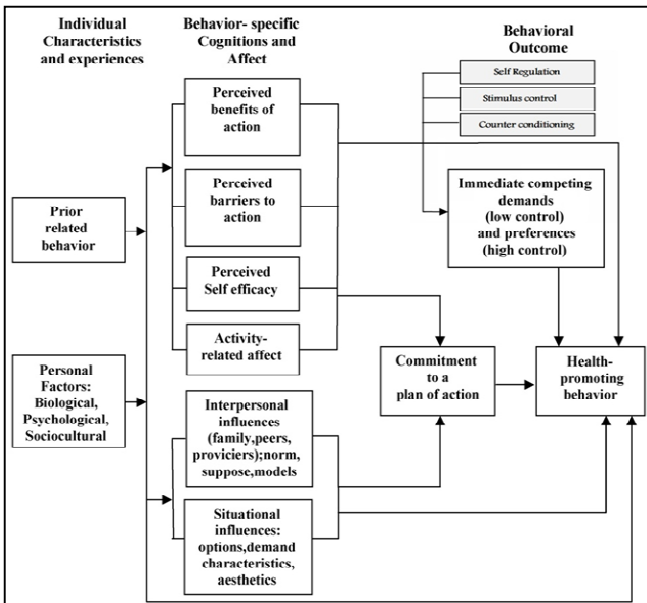 Individual
Characteristics
and experiences
Behavior- specific
Cognitions and
Affect
Behavioral
Outcome
Self Regulation
Stimulus control
Counter conditioning
Perceived
benefits of
action
Perceived
barriers to
action
Perceived
Self efficacy
Activity-
related affect
Prior
related
behavior
Immediate competing
demands
(low control)
and preferences
(high control)
Personal
Factors:
Biological,
Psychological,
Sociocultural
Interpersonal
influences
(family,peers,
proviciers);norm,
suppose,models
Situational
influences:
options,demand
characteristics,
aesthetics
Commitment
to a
plan of action
Health-
promoting
behavior